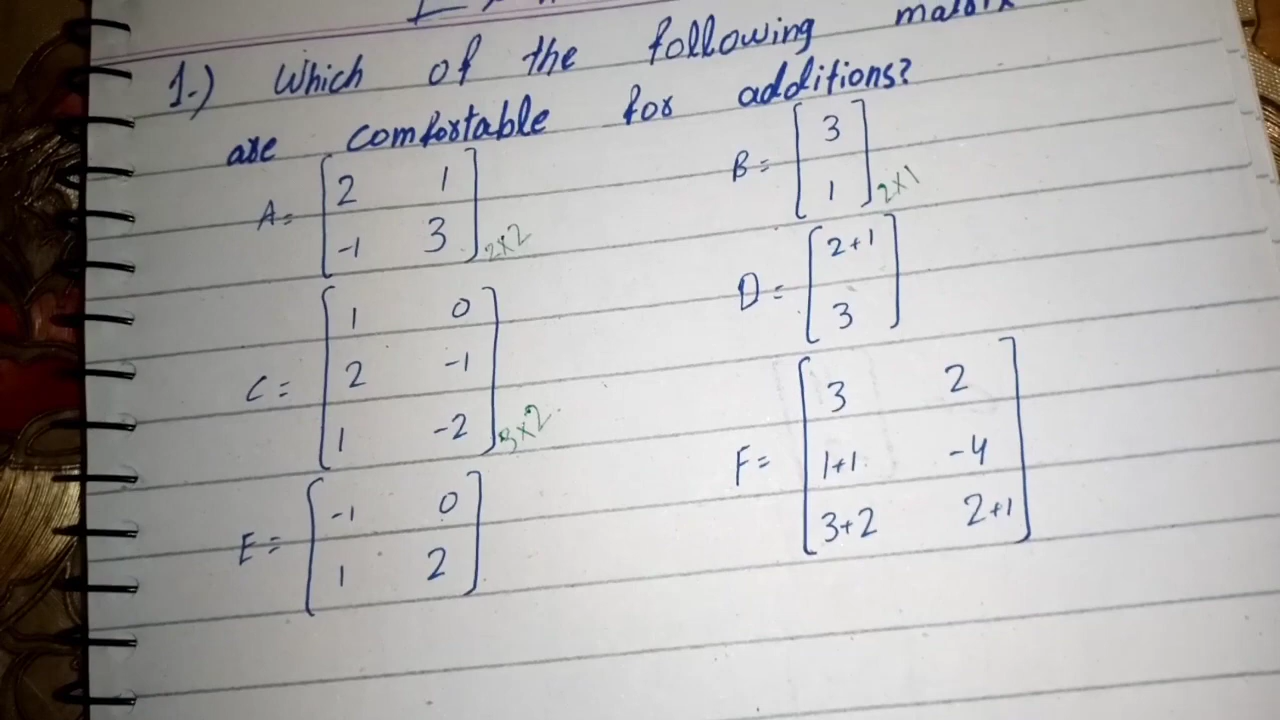 1.) Which of the following matrix
are comfortable for additions?
A= [ 2 1
-1 3 ] 2×2
B= [ 3
1 ] 2×1
C= [ 1 0
2 -1
1 -2 ] 3×2
D= [ 2+1
3 ]
E= [ -1 0
1 2 ]
F= [ 3 2
1+1 -4
3+2 2+1 ]